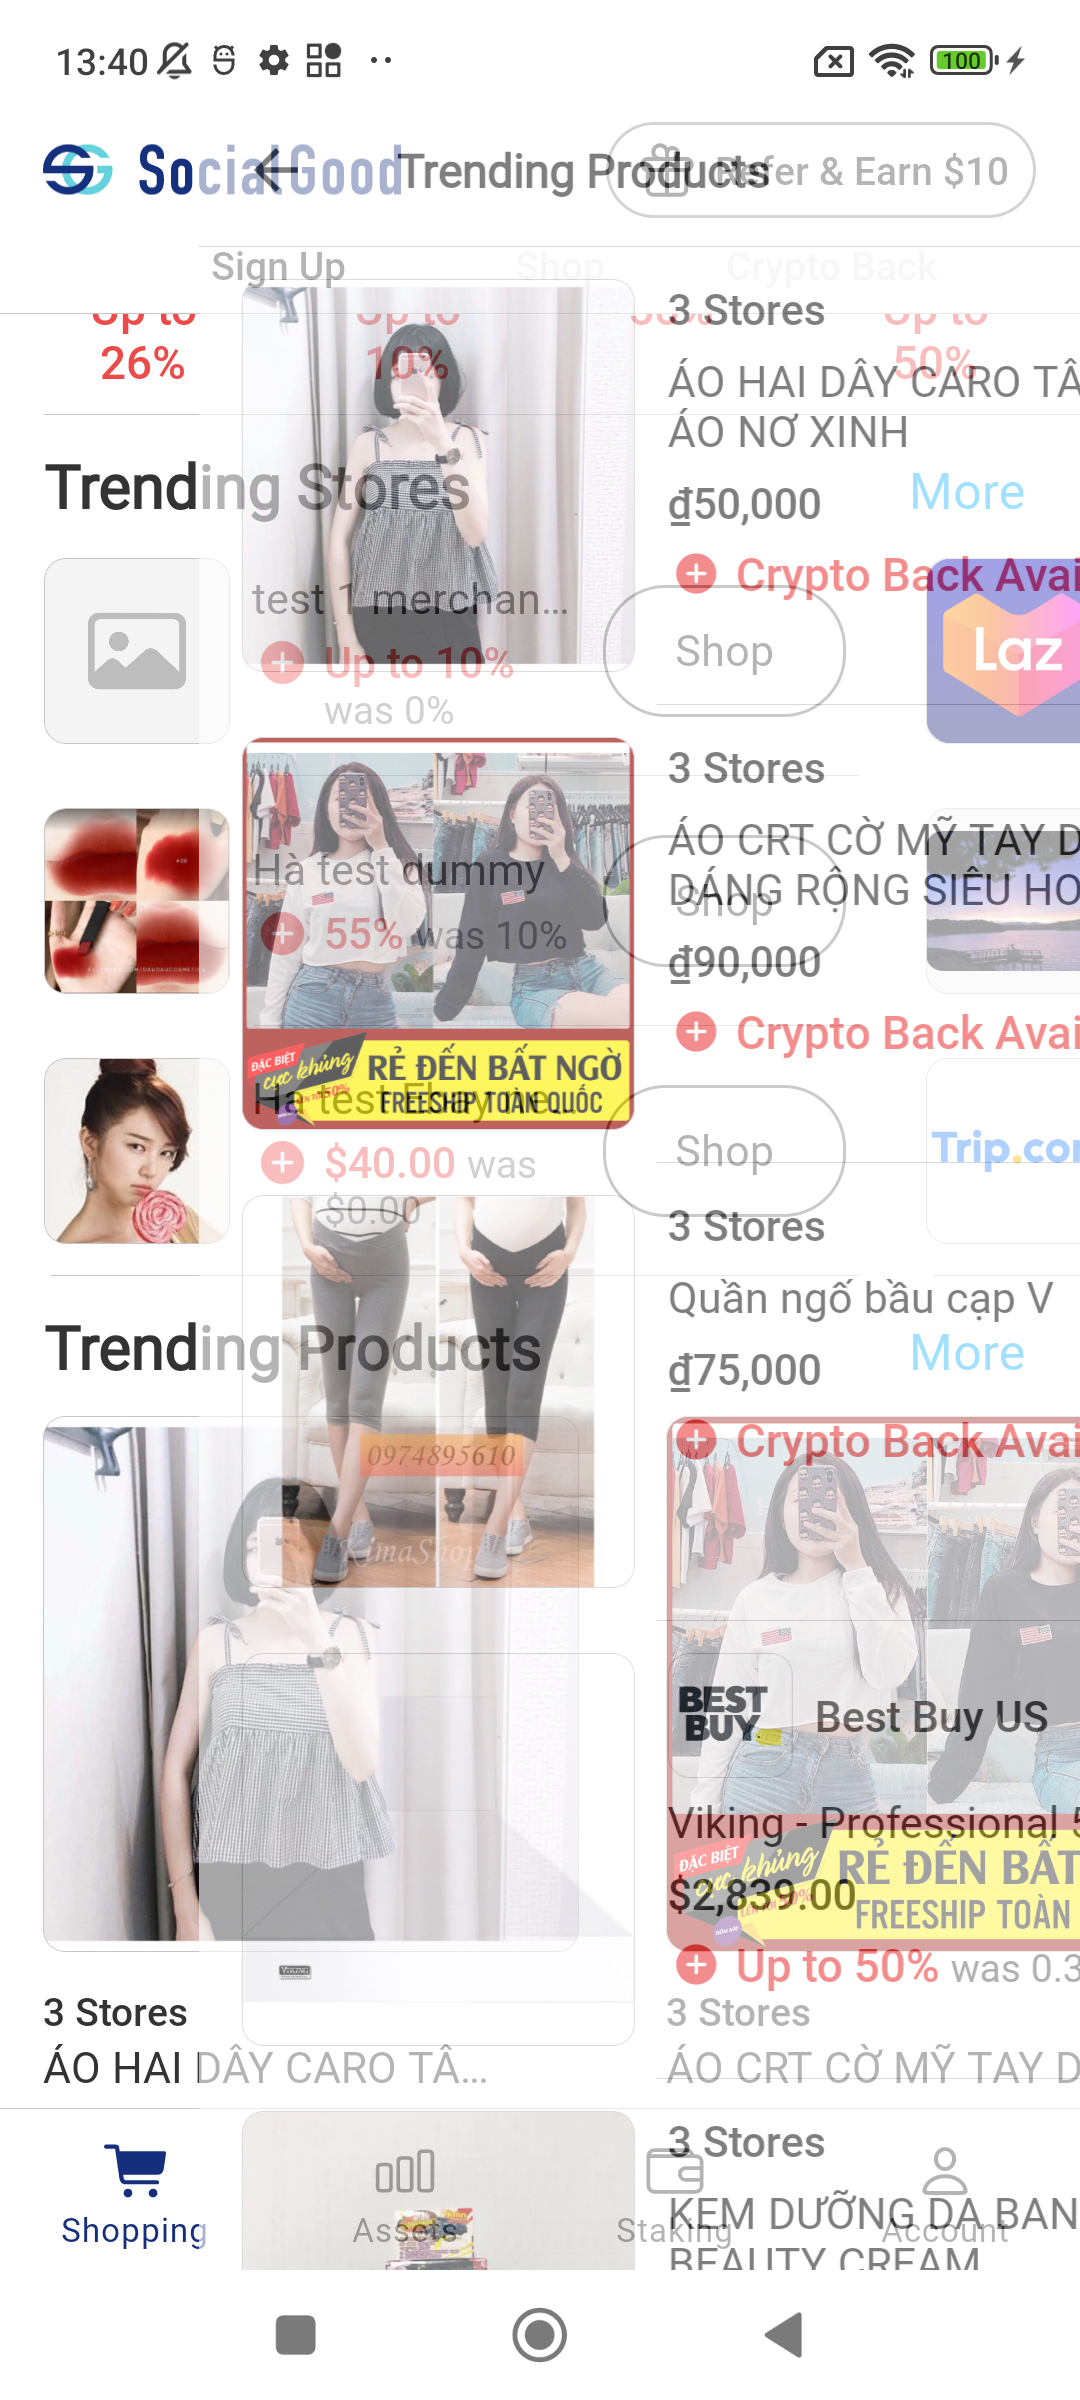 13:40
100
SocialGood
Trending Products
Refer & Earn $10
Sign Up
Shop
Crypto Back
Up to
26%
Up to
10%
Up to
50%
3 Stores
ÁO HAI DÂY CARO TÂ
ÁO NƠ XINH
₫50,000
Crypto Back Avai
Trending Stores
More
test 1 merchan...
Up to 10%
was 0%
Shop
Laz
3 Stores
ÁO CRT CỜ MỸ TAY D
DÁNG RỘNG SIÊU HO
₫90,000
Crypto Back Avai
Hà test dummy
55% was 10%
Shop
ĐẶC BIỆT
cực khủng
LÊN TỚI 50%
RẺ ĐẾN BẤT NGỜ
FREESHIP TOÀN QUỐC
$40.00 was
$0.00
Shop
Trip.com
3 Stores
Quần ngố bầu cạp V
₫75,000
Crypto Back Avai
Trending Products
More
0974895610
KimaShop
BEST
BUY
Best Buy US
Viking - Professional 5
$2,839.00
Up to 50% was 0.3
VIKING
ĐẶC BIỆT
cực khủng
LÊN TỚI 50%
RẺ ĐẾN BẤT
FREESHIP TOÀN
3 Stores
ÁO HAI DÂY CARO TÂ...
3 Stores
ÁO CRT CỜ MỸ TAY D
3 Stores
KEM DƯỠNG DA BAN
BEAUTY CREAM
Shopping
Assets
Staking
Account